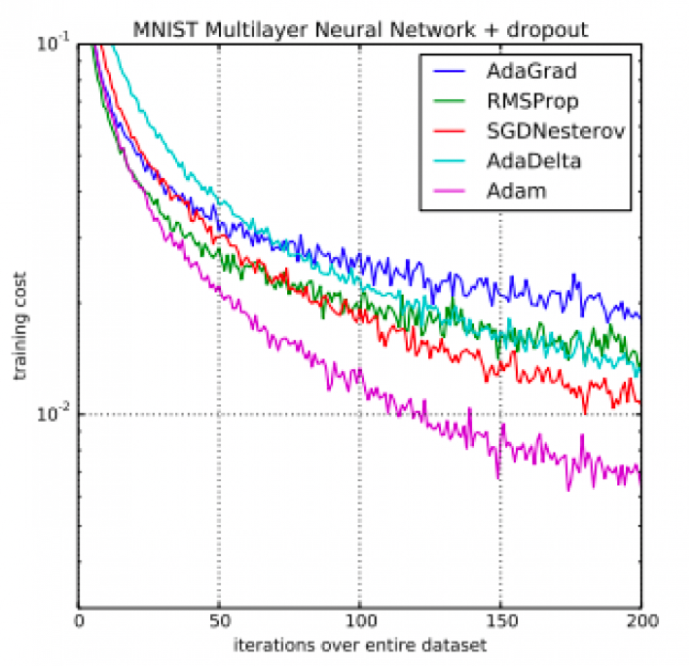 MNIST Multilayer Neural Network + dropout
10⁻¹
AdaGrad
RMSProp
SGDNesterov
AdaDelta
Adam
training cost
10⁻²
0 50 100 150 200
iterations over entire dataset